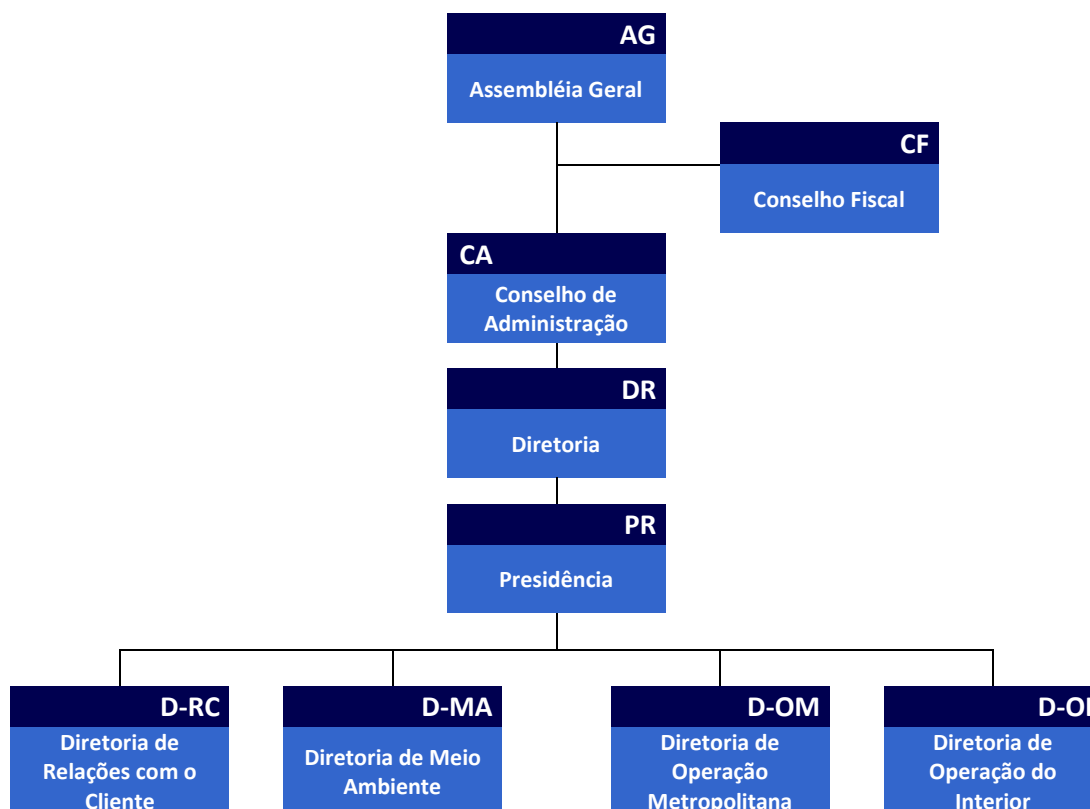 AG
Assembléia Geral
CF
Conselho Fiscal
CA
Conselho de
Administração
DR
Diretoria
PR
Presidência
D-RC
Diretoria de
Relações com o
Cliente
D-MA
Diretoria de Meio
Ambiente
D-OM
Diretoria de
Operação
Metropolitana
Diretoria de
Operação do
Interior